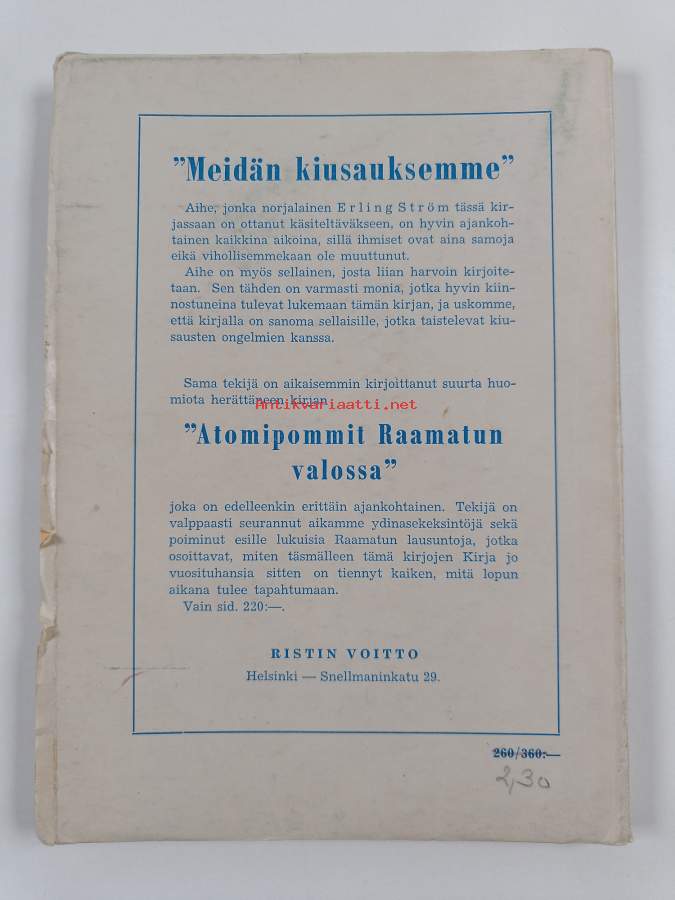 ”Meidän kiusauksemme”
Aihe, jonka norjalainen Erling Ström tässä kir-
jassaan on ottanut käsiteltäväkseen, on hyvin ajankoh-
tainen kaikkina aikoina, sillä ihmiset ovat aina samoja
eikä vihollisemmekaan ole muuttunut.
Aihe on myös sellainen, josta liian harvoin kirjoite-
taan. Sen tähden on varmasti monia, jotka hyvin kiin-
nostuneina tulevat lukemaan tämän kirjan, ja uskomme,
että kirjalla on sanoma sellaisille, jotka taistelevat kiu-
sausten ongelmien kanssa.
Sama tekijä on aikaisemmin kirjoittanut suurta huo-
miota herättäneen kirjan
Antikvariaatti.net
”Atomipommit Raamatun
valossa”
joka on edelleenkin erittäin ajankohtainen. Tekijä on
valppaasti seurannut aikamme ydinasekeksintöjä sekä
poiminut esille lukuisia Raamatun lausuntoja, jotka
osoittavat, miten täsmälleen tämä kirjojen Kirja jo
vuosituhansia sitten on tiennyt kaiken, mitä lopun
aikana tulee tapahtumaan.
Vain sid. 220:—.
RISTIN VOITTO
Helsinki — Snellmaninkatu 29.
260/360:—
2,30